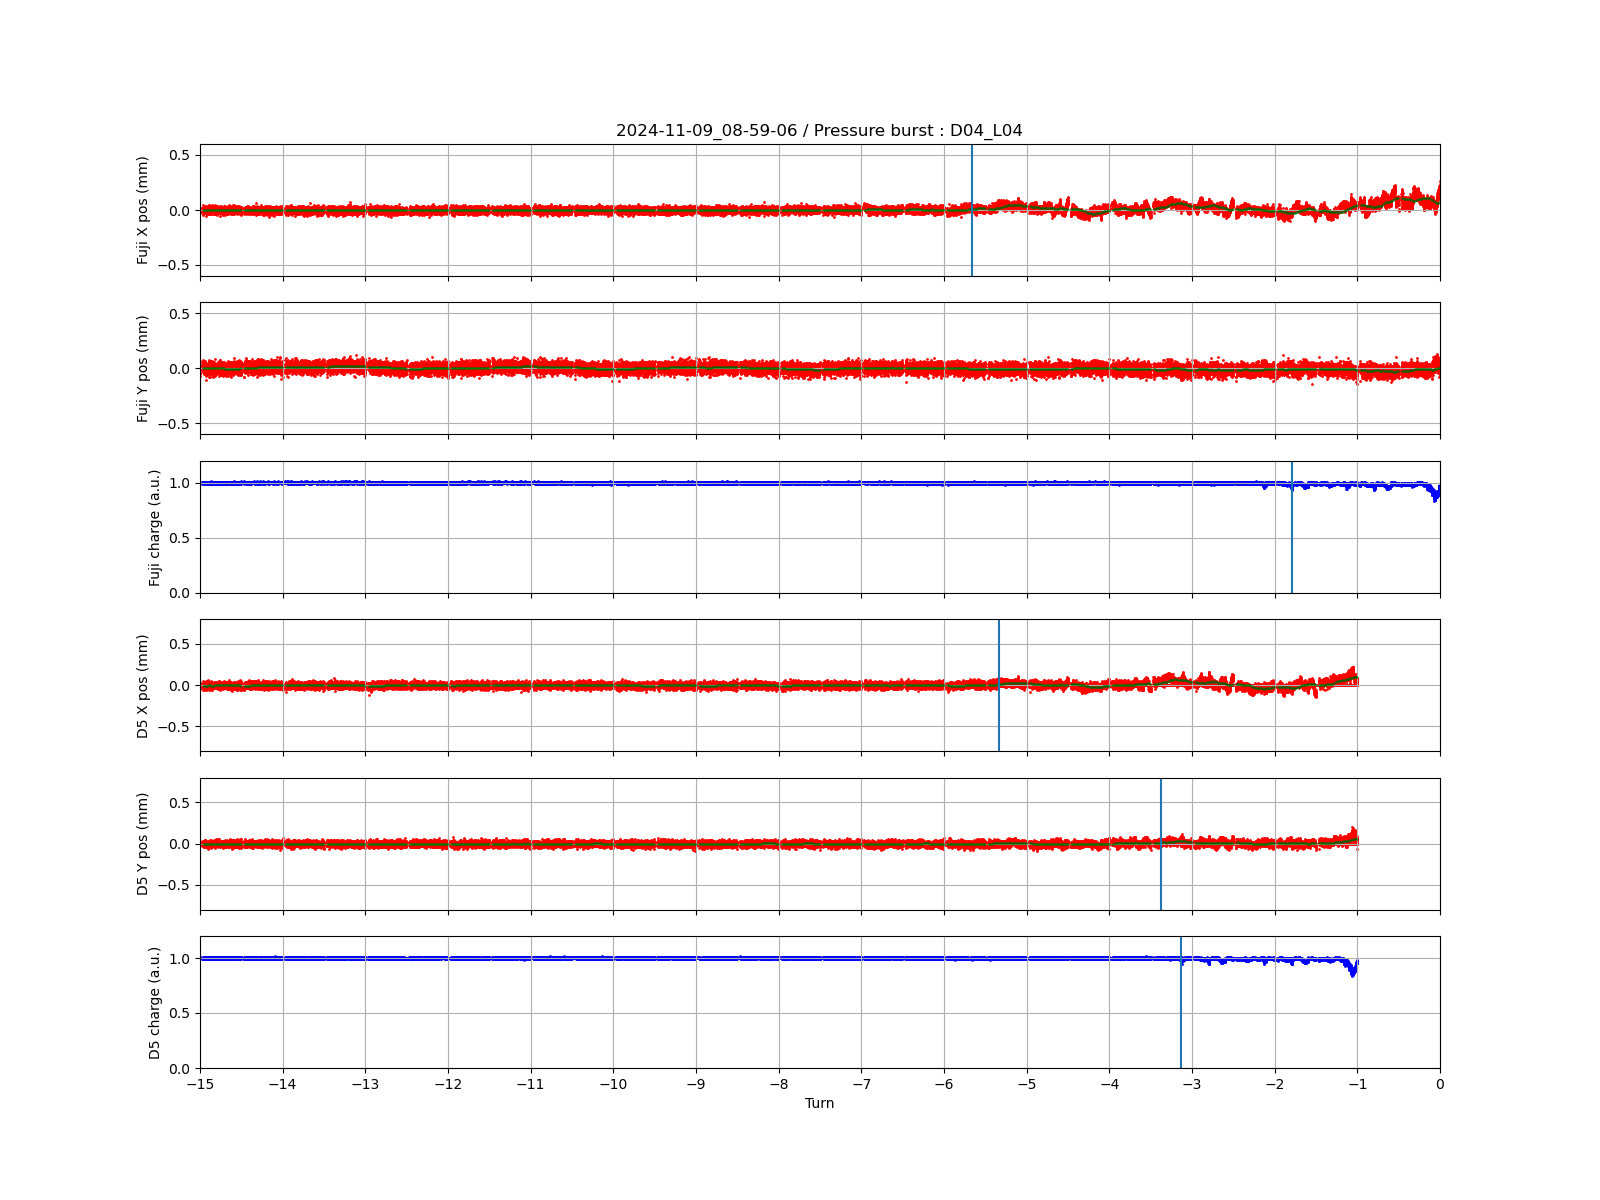 2024-11-09_08-59-06 / Pressure burst : D04_L04
Fuji X pos (mm)
0.5
0.0
−0.5
Fuji Y pos (mm)
0.5
0.0
−0.5
Fuji charge (a.u.)
1.0
0.5
0.0
D5 X pos (mm)
0.5
0.0
−0.5
D5 Y pos (mm)
0.5
0.0
−0.5
D5 charge (a.u.)
1.0
0.5
0.0
−15 −14 −13 −12 −11 −10 −9 −8 −7 −6 −5 −4 −3 −2 −1 0
Turn